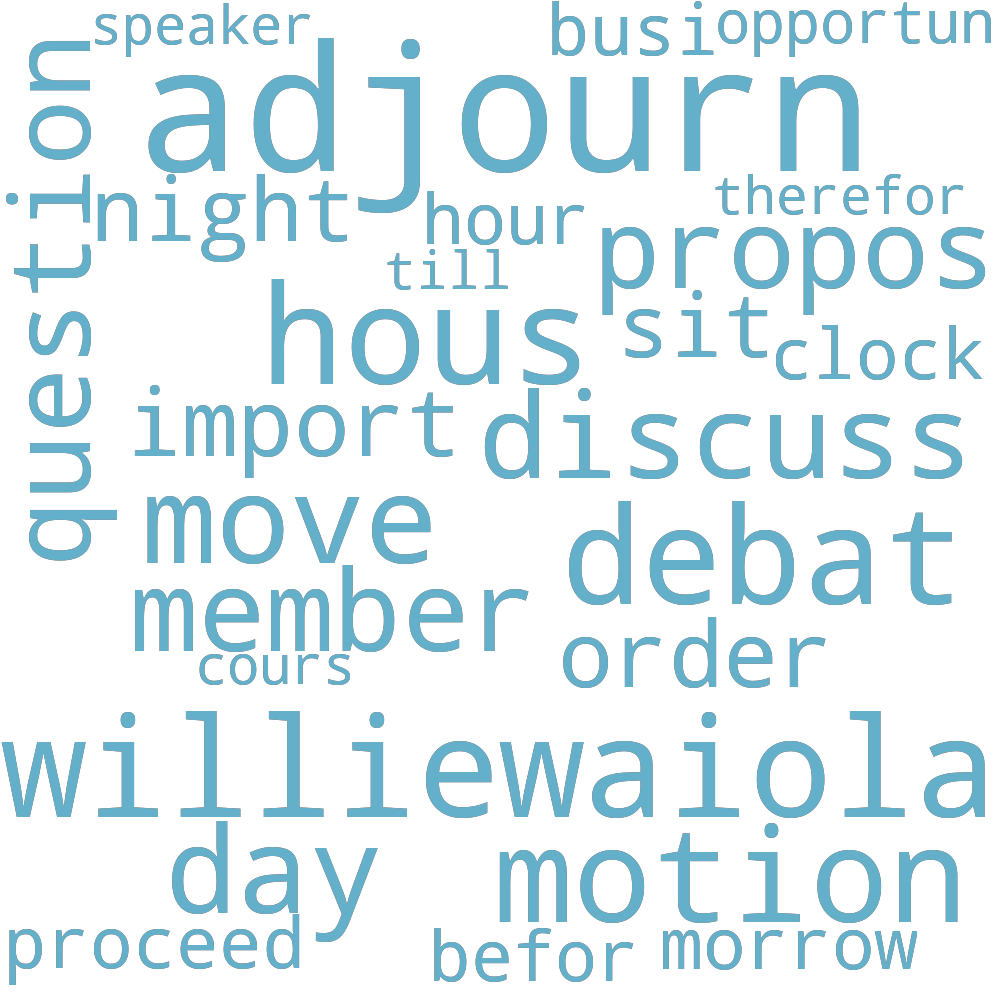 speaker
busi
opportun
adjourn
question
night
hour
therefor
propos
till
hous
sit
clock
import
discuss
move
debat
member
order
cours
williewaiola
day
motion
proceed
befor
morrow